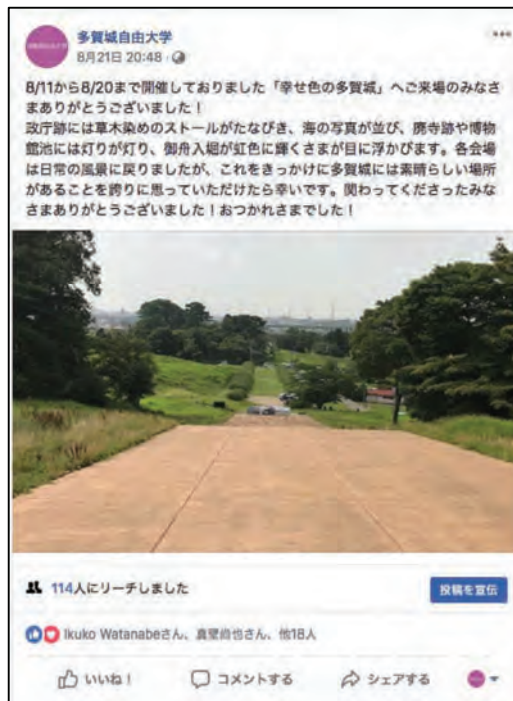 多賀城自由大学
8月21日 20:48
8/11から8/20まで開催しておりました「幸せ色の多賀城」へご来場のみなさ
まありがとうございました！
政庁跡には草木染めのストールがたなびき、海の写真が並び、廃寺跡や博物
館池には灯りが灯り、御舟入堀が虹色に輝くさまが目に浮かびます。各会場
は日常の風景に戻りましたが、これをきっかけに多賀城には素晴らしい場所
があることを誇りに思っていただけたら幸いです。関わってくださったみな
さまありがとうございました！おつかれさまでした！
114人にリーチしました
投稿を宣伝
Ikuko Watanabeさん、真壁尚也さん、他18人
いいね！
コメントする
シェアする